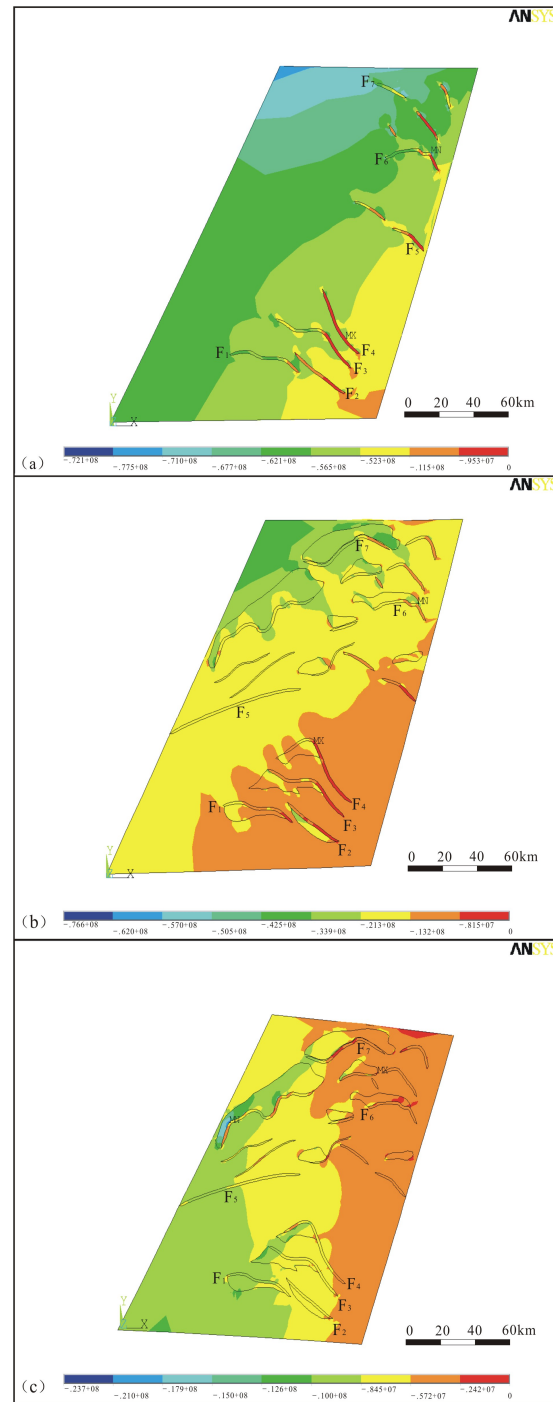 ANSYS
F7
F6
MN
F5
MX
F1
F4
F3
F2
Y
X
0 20 40 60km
(a)
-.721+08 -.710+08 -.621+08 -.523+08 -.953+07
-.775+08 -.677+08 -.565+08 -.115+08 0
ANSYS
F7
MN
F6
F5
MX
F1
F4
F3
F2
Y
X
0 20 40 60km
(b)
-.766+08 -.570+08 -.425+08 -.213+08 -.815+07
-.620+08 -.505+08 -.339+08 -.132+08 0
ANSYS
F7
MX
MN
F6
F5
F1
F4
F3
F2
Y
X
0 20 40 60km
(c)
-.237+08 -.179+08 -.126+08 -.845+07 -.242+07
-.210+08 -.150+08 -.100+08 -.572+07 0